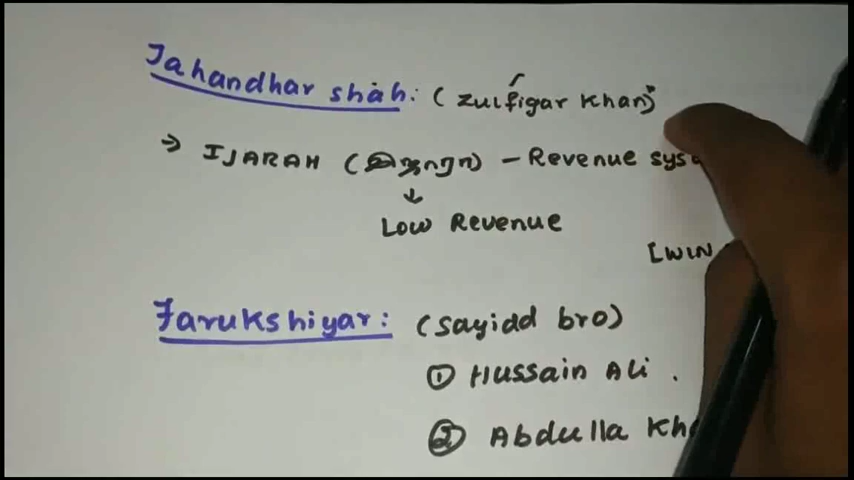 Jahandhar shah: (zulfigar khan)
→ IJARAH (இஜாரா) - Revenue sys
↓
Low Revenue
[WIN
Farukshiyar: (sayidd bro)
① Hussain Ali .
② Abdulla Kh